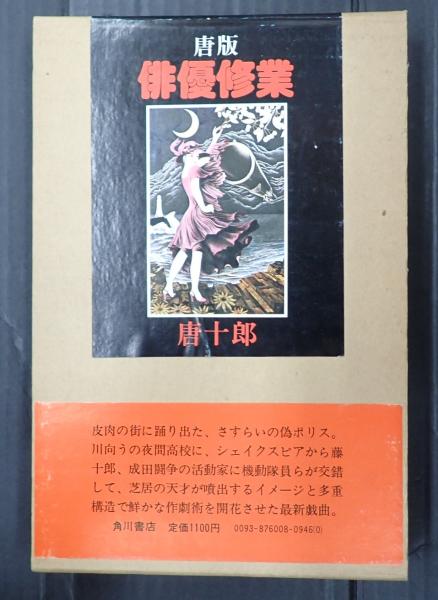 唐版
俳優修業
唐十郎
皮肉の街に踊り出た、さすらいの偽ポリス。
川向うの夜間高校に、シェイクスピアから藤
十郎、成田闘争の活動家に機動隊員らが交錯
して、芝居の天才が噴出するイメージと多重
構造で鮮かな作劇術を開花させた最新戯曲。
角川書店　定価1100円　0093-876008-0946(0)